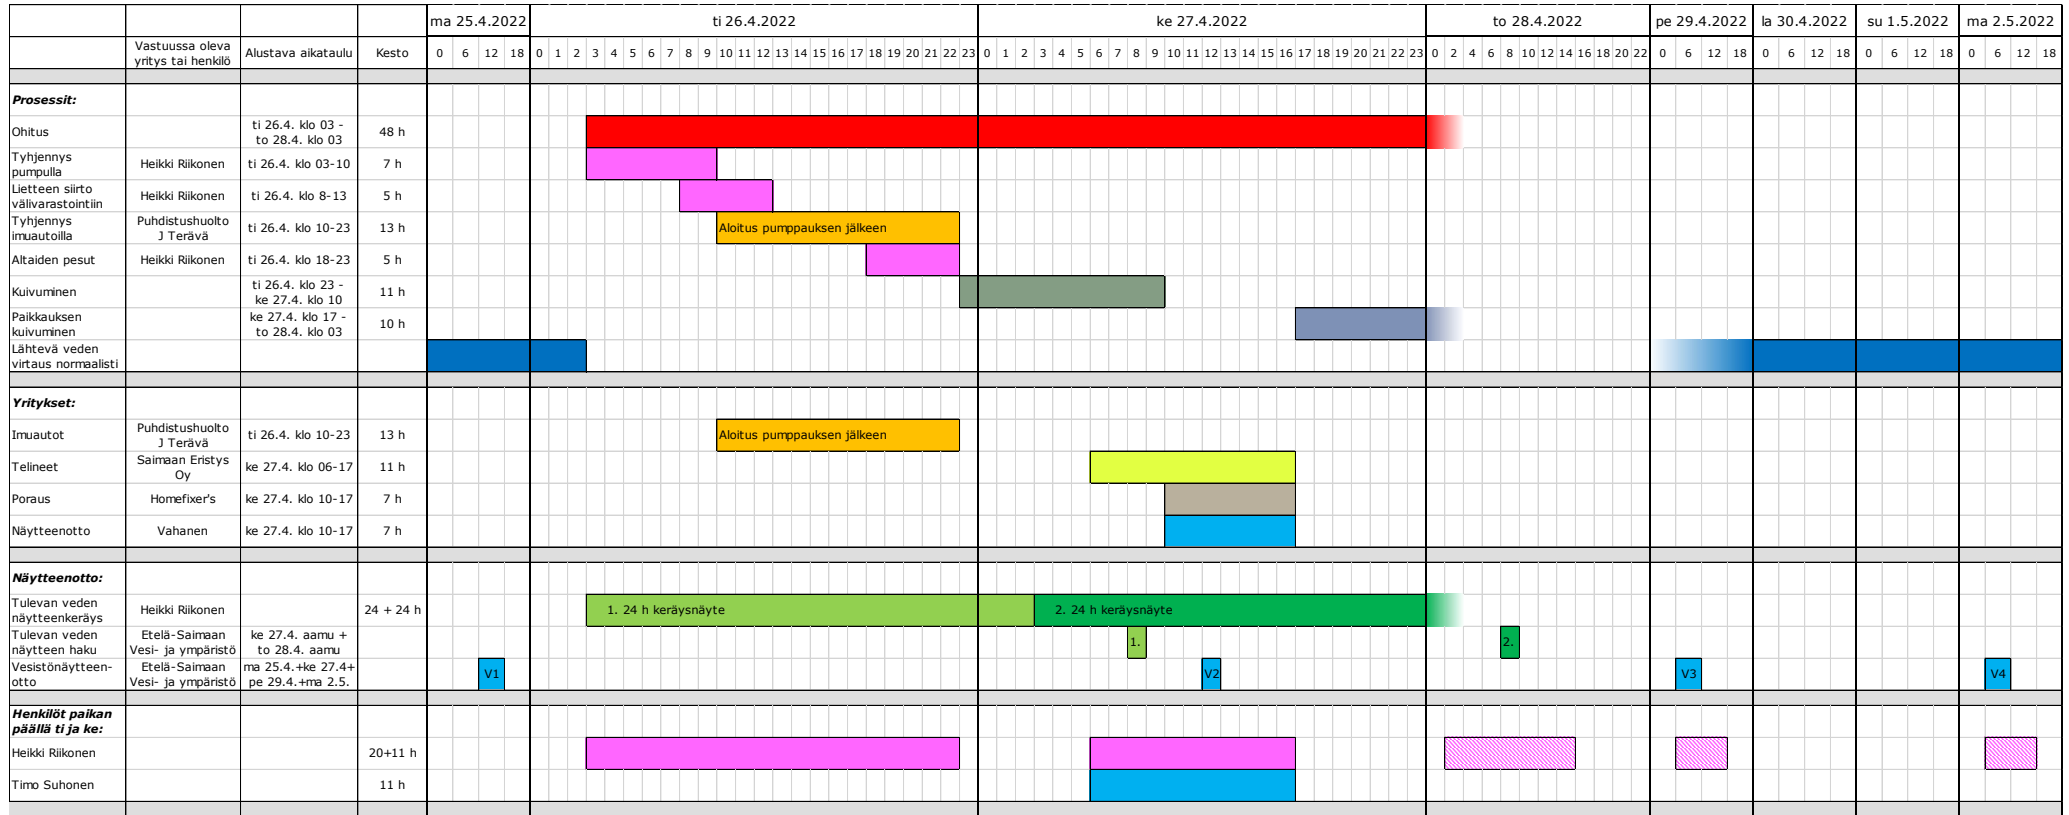 ma 25.4.2022 ti 26.4.2022 ke 27.4.2022 to 28.4.2022 pe 29.4.2022 la 30.4.2022 su 1.5.2022 ma 2.5.2022
Vastuussa oleva
yritys tai henkilö
Alustava aikataulu
Kesto
0 6 12 18 0 1 2 3 4 5 6 7 8 9 10 11 12 13 14 15 16 17 18 19 20 21 22 23 0 1 2 3 4 5 6 7 8 9 10 11 12 13 14 15 16 17 18 19 20 21 22 23 0 2 4 6 8 10 12 14 16 18 20 22 0 6 12 18 0 6 12 18 0 6 12 18 0 6 12 18
Prosessit:
Ohitus
ti 26.4. klo 03 -
to 28.4. klo 03
48 h
Tyhjennys
pumpulla
Heikki Riikonen
ti 26.4. klo 03-10
7 h
Lietteen siirto
välivarastointiin
Heikki Riikonen
ti 26.4. klo 8-13
5 h
Tyhjennys
imuautoilla
Puhdistushuolto
J Terävä
ti 26.4. klo 10-23
13 h
Aloitus pumppauksen jälkeen
Altaiden pesut
Heikki Riikonen
ti 26.4. klo 18-23
5 h
Kuivuminen
ti 26.4. klo 23 -
ke 27.4. klo 10
11 h
Paikkauksen
kuivuminen
ke 27.4. klo 17 -
to 28.4. klo 03
10 h
Lähtevä veden
virtaus normaalisti
Yritykset:
Imuautot
Puhdistushuolto
J Terävä
ti 26.4. klo 10-23
13 h
Aloitus pumppauksen jälkeen
Telineet
Saimaan Eristys
Oy
ke 27.4. klo 06-17
11 h
Poraus
Homefixer's
ke 27.4. klo 10-17
7 h
Näytteenotto
Vahanen
ke 27.4. klo 10-17
7 h
Näytteenotto:
Tulevan veden
näytteenkeräys
Heikki Riikonen
24 + 24 h
1. 24 h keräysnäyte
2. 24 h keräysnäyte
Tulevan veden
näytteen haku
Etelä-Saimaan
Vesi- ja ympäristö
ke 27.4. aamu +
to 28.4. aamu
1.
2.
Vesistönäytteen-
otto
Etelä-Saimaan
Vesi- ja ympäristö
ma 25.4.+ke 27.4+
pe 29.4.+ma 2.5.
V1
V2
V3
V4
Henkilöt paikan
päällä ti ja ke:
Heikki Riikonen
20+11 h
Timo Suhonen
11 h